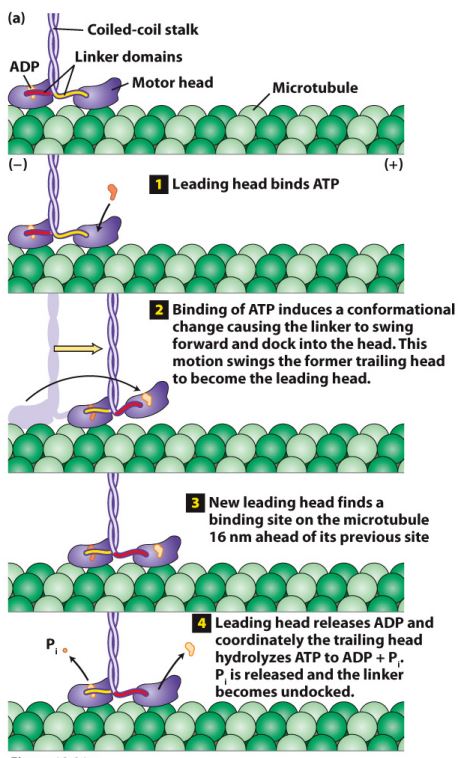 (a)
Coiled-coil stalk
Linker domains
ADP
Motor head
Microtubule
(–)
(+)
1 Leading head binds ATP
2 Binding of ATP induces a conformational
change causing the linker to swing
forward and dock into the head. This
motion swings the former trailing head
to become the leading head.
3 New leading head finds a
binding site on the microtubule
16 nm ahead of its previous site
4 Leading head releases ADP and
coordinately the trailing head
hydrolyzes ATP to ADP + Pi.
Pi is released and the linker
becomes undocked.
Pi